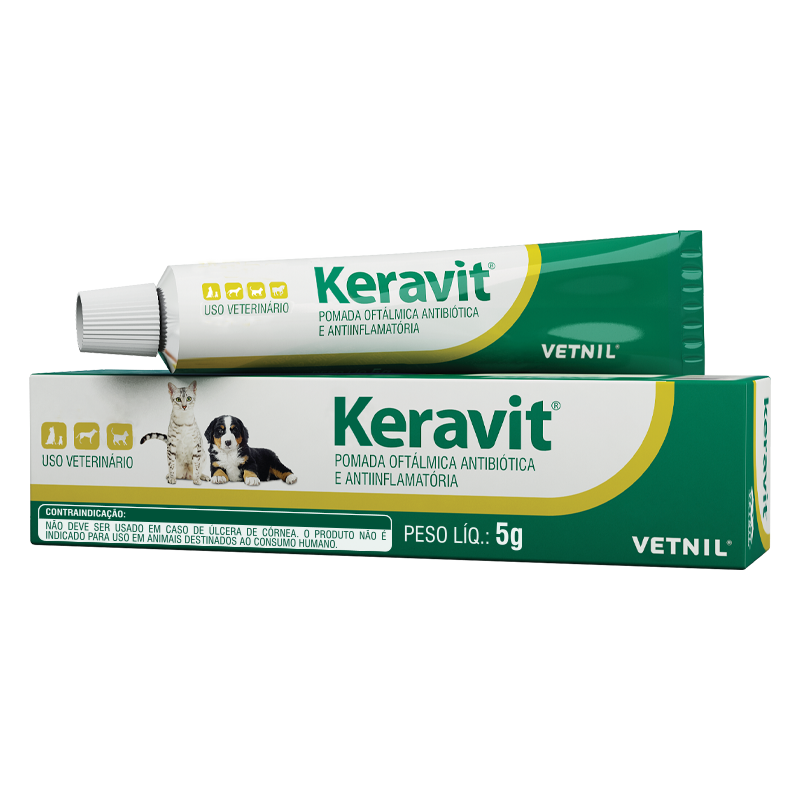 Keravit®
POMADA OFTÁLMICA ANTIBIÓTICA
E ANTIINFLAMATÓRIA
USO VETERINÁRIO
VETNIL®
Keravit®
POMADA OFTÁLMICA ANTIBIÓTICA
E ANTIINFLAMATÓRIA
USO VETERINÁRIO
CONTRAINDICAÇÃO:
NÃO DEVE SER USADO EM CASO DE ÚLCERA DE CÓRNEA. O PRODUTO NÃO É
INDICADO PARA USO EM ANIMAIS DESTINADOS AO CONSUMO HUMANO.
PESO LÍQ.: 5g
VETNIL®
Keravit